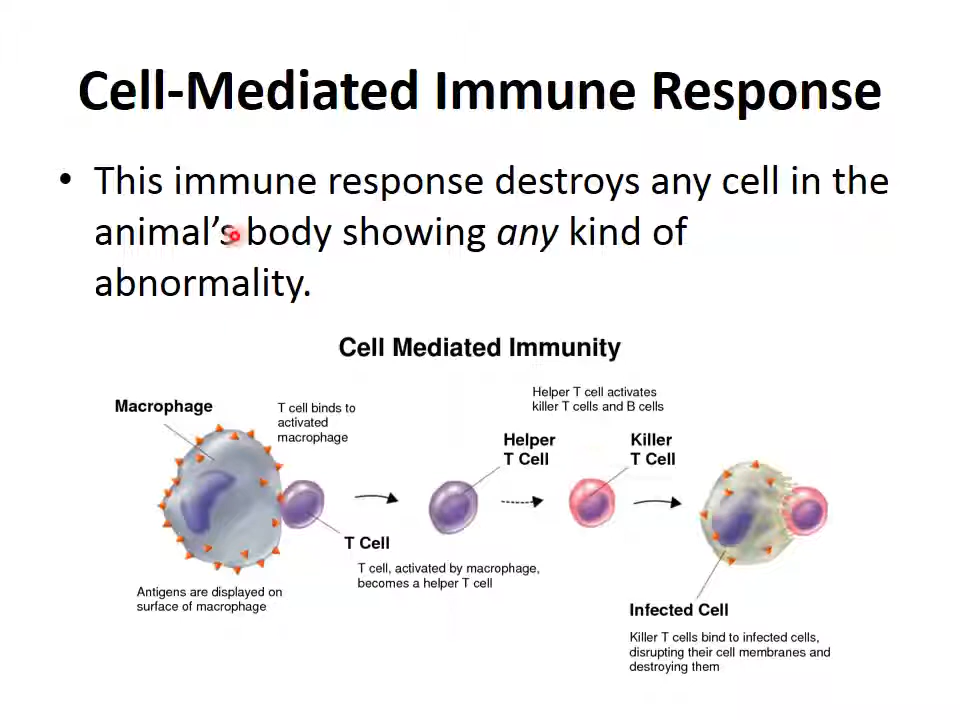 Cell-Mediated Immune Response
• This immune response destroys any cell in the
animal’s body showing any kind of
abnormality.
Cell Mediated Immunity
Helper T cell activates
killer T cells and B cells
Macrophage
T cell binds to
activated
macrophage
Helper
T Cell
Killer
T Cell
T Cell
T cell, activated by macrophage,
becomes a helper T cell
Antigens are displayed on
surface of macrophage
Infected Cell
Killer T cells bind to infected cells,
disrupting their cell membranes and
destroying them